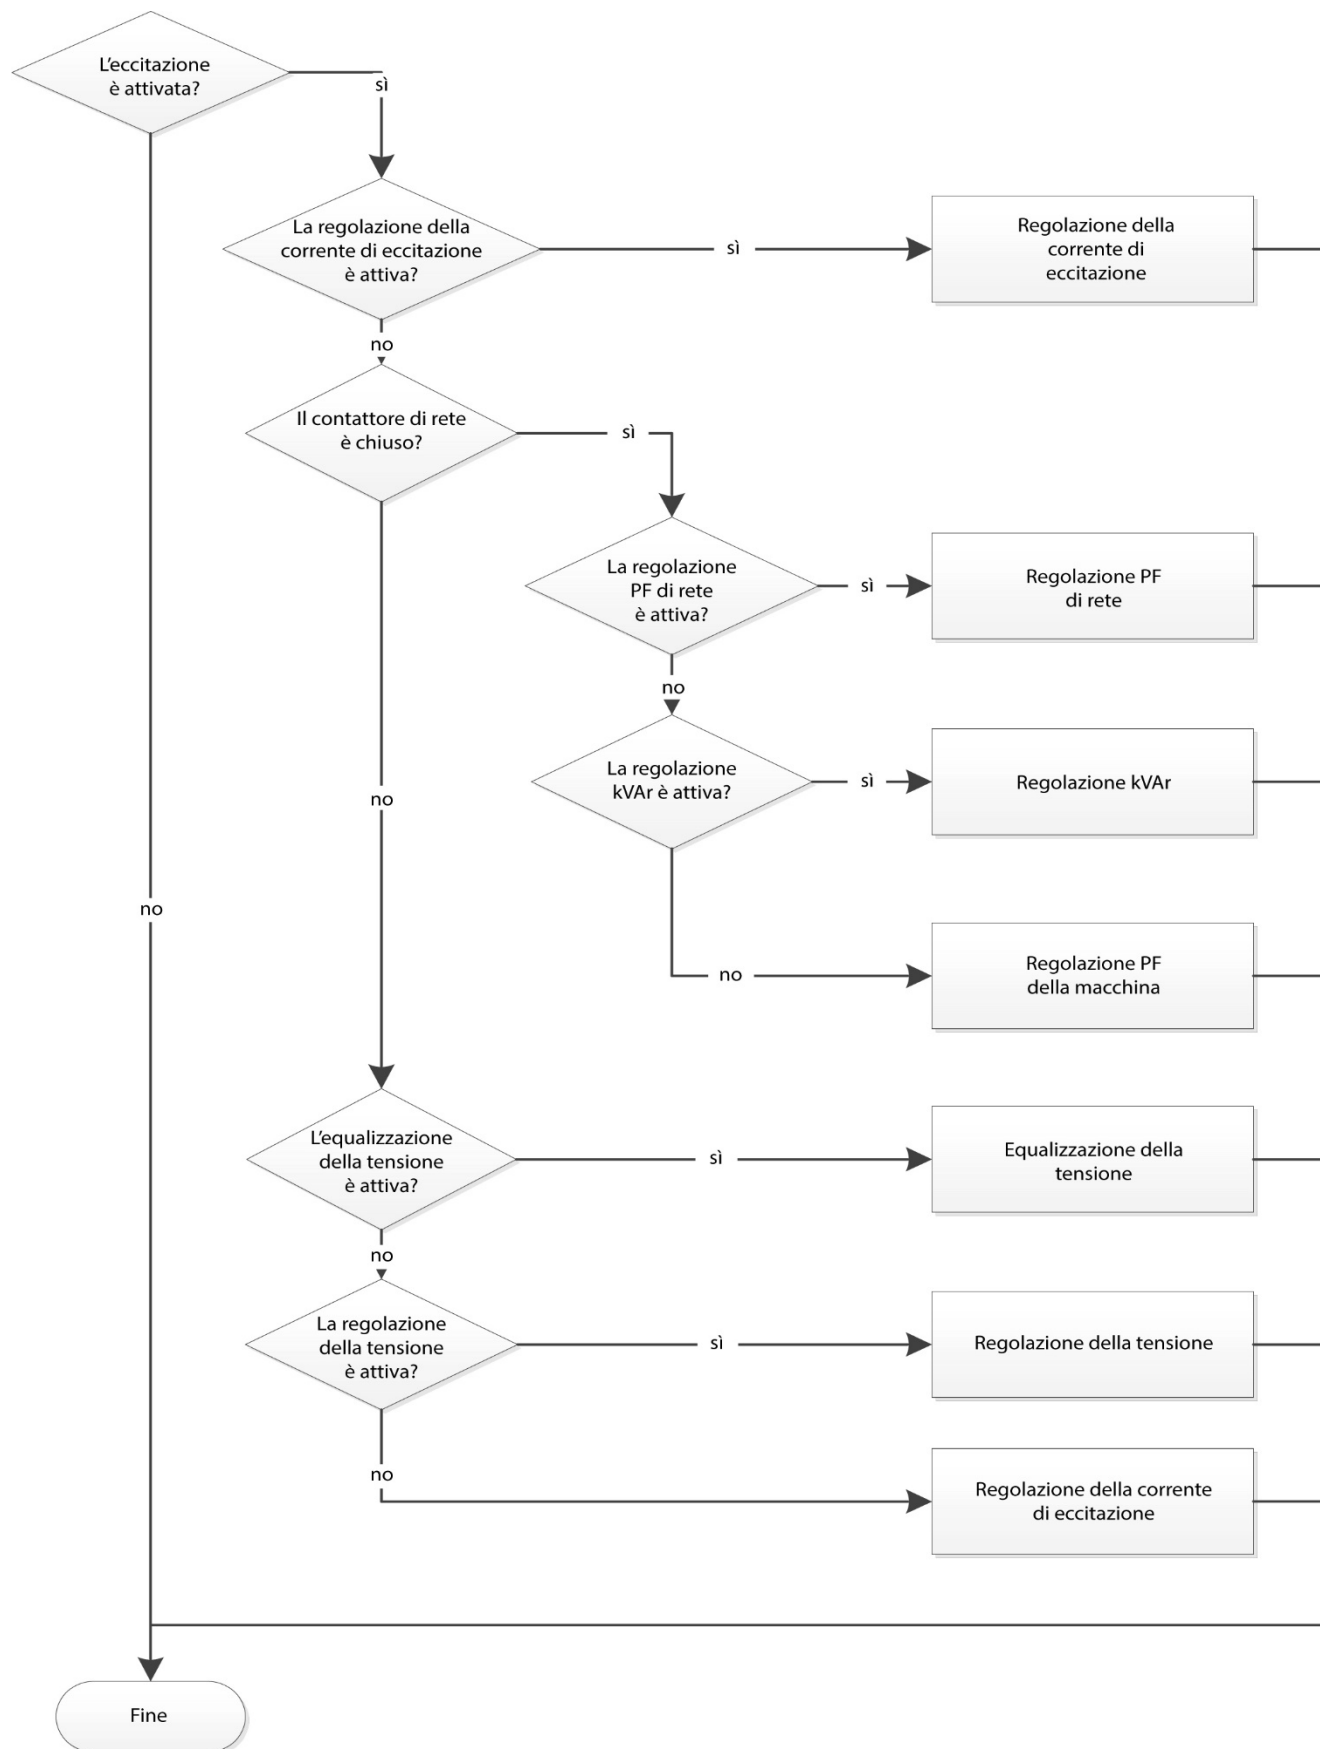 L'eccitazione
è attivata?
sì
La regolazione della
corrente di eccitazione
è attiva?
sì
Regolazione della
corrente di
eccitazione
no
Il contattore di rete
è chiuso?
sì
La regolazione
PF di rete
è attiva?
sì
Regolazione PF
di rete
no
La regolazione
kVAr è attiva?
sì
Regolazione kVAr
no
no
no
Regolazione PF
della macchina
L'equalizzazione
della tensione
è attiva?
sì
Equalizzazione della
tensione
no
La regolazione
della tensione
è attiva?
sì
Regolazione della tensione
no
Regolazione della corrente
di eccitazione
Fine